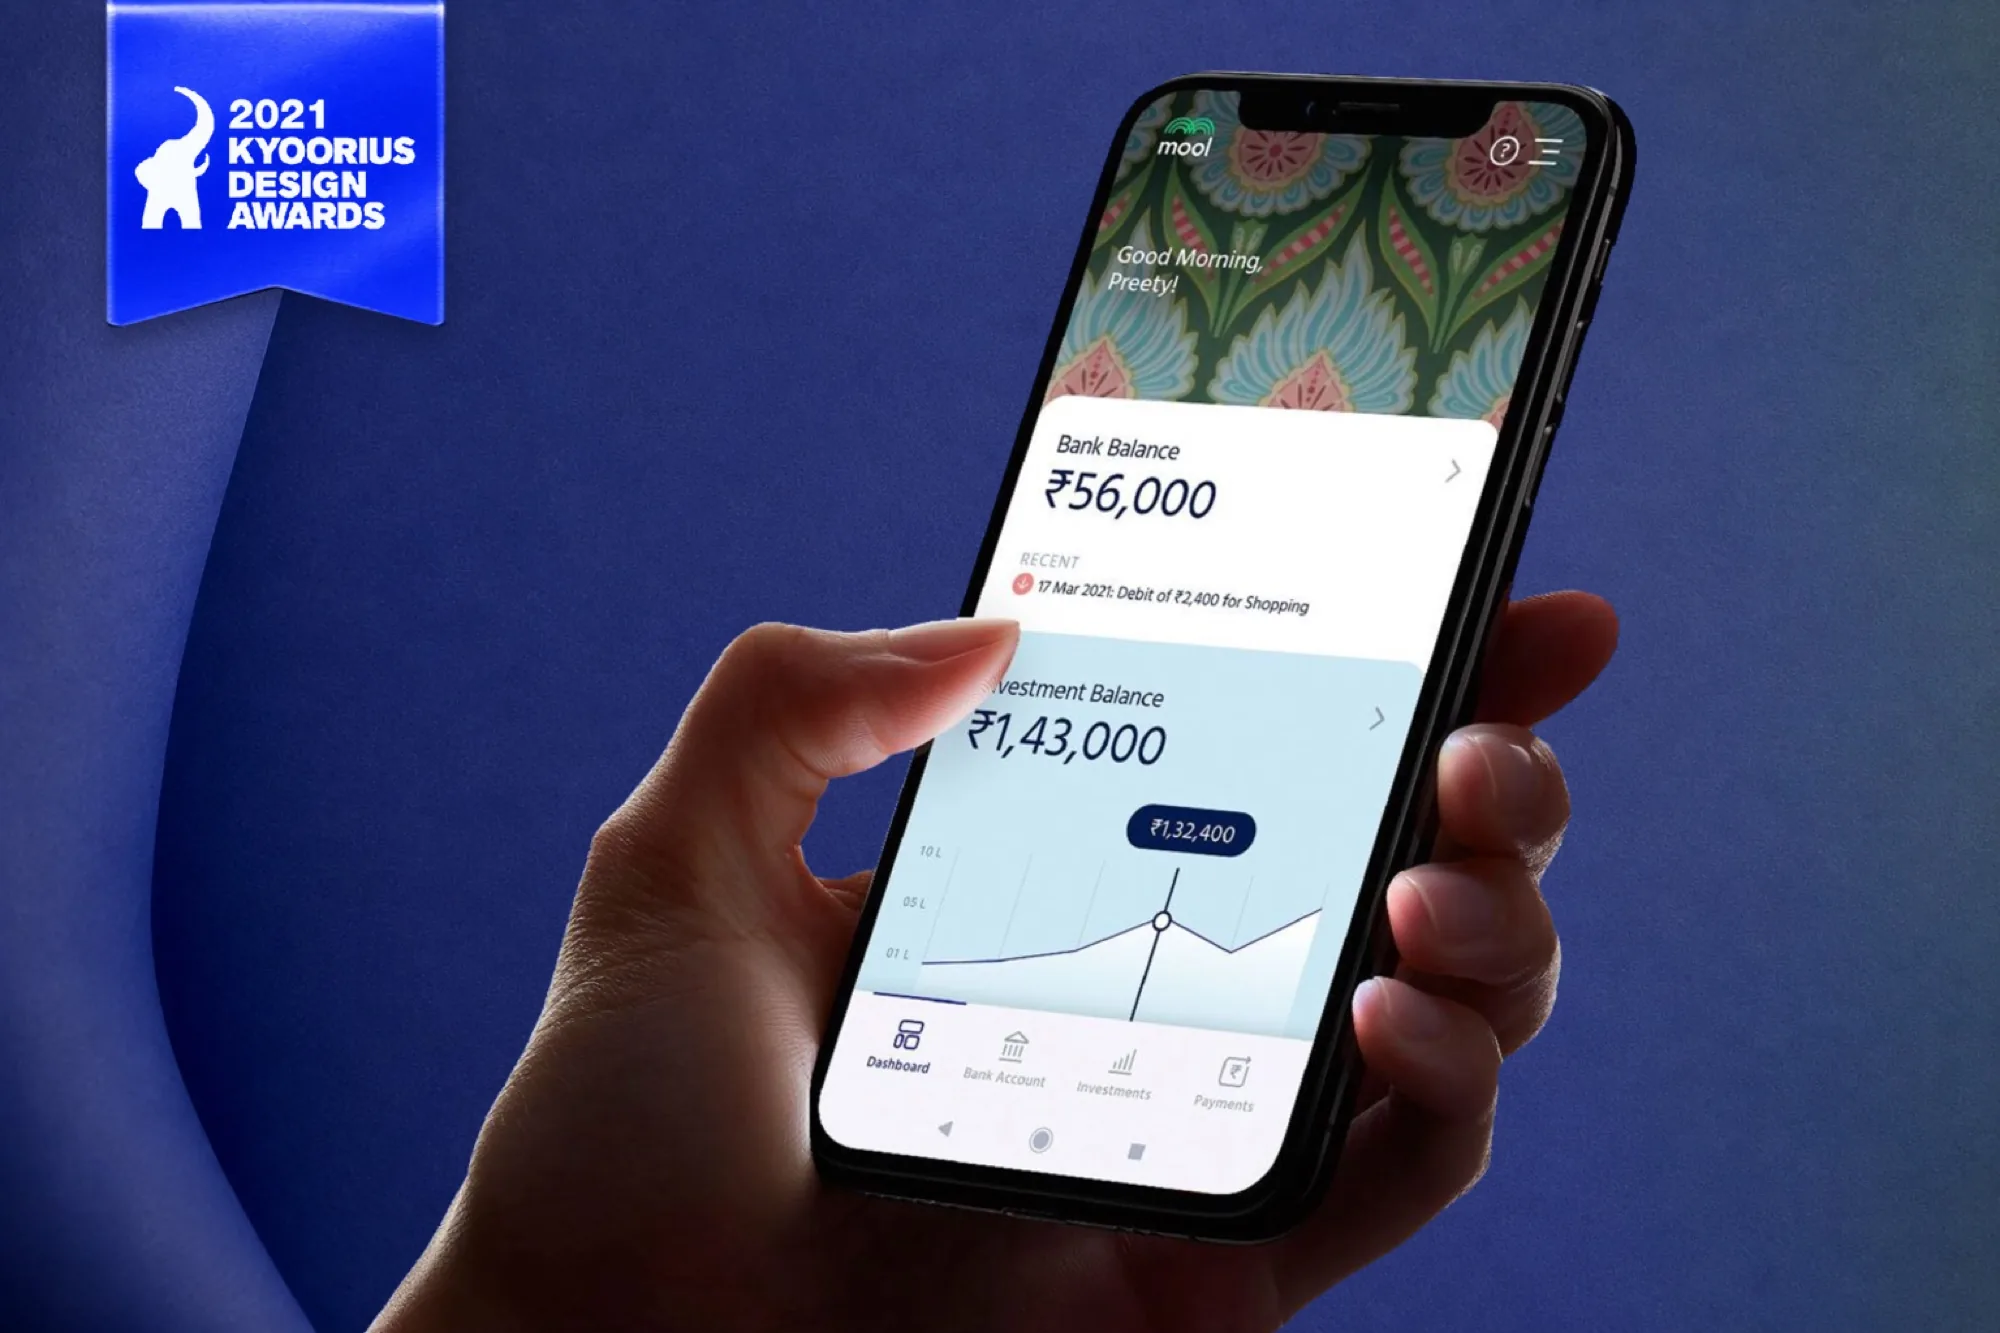 2021
KYOORIUS
DESIGN
AWARDS
mool
?
Good Morning,
Preety!
Bank Balance
₹56,000
RECENT
17 Mar 2021: Debit of ₹2,400 for Shopping
vestment Balance
₹1,43,000
₹1,32,400
10 L
05 L
01 L
Dashboard
Bank Account
Investments
₹
Payments